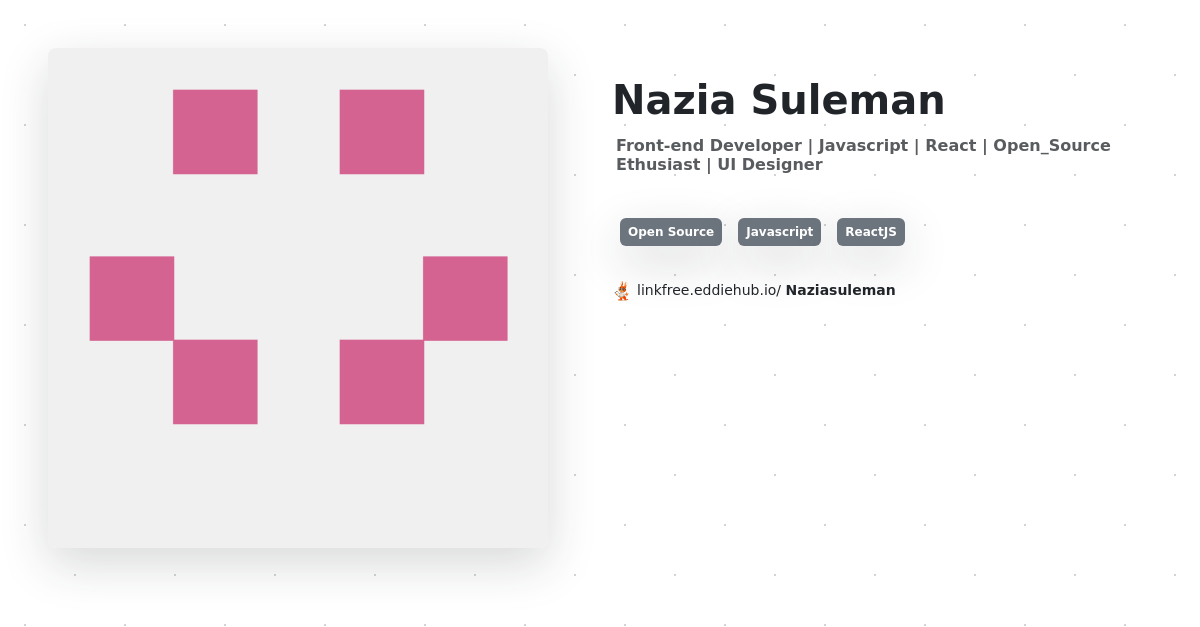 Nazia Suleman
Front-end Developer | Javascript | React | Open_Source
Ethusiast | UI Designer
Open Source Javascript ReactJS
linkfree.eddiehub.io/ Naziasuleman